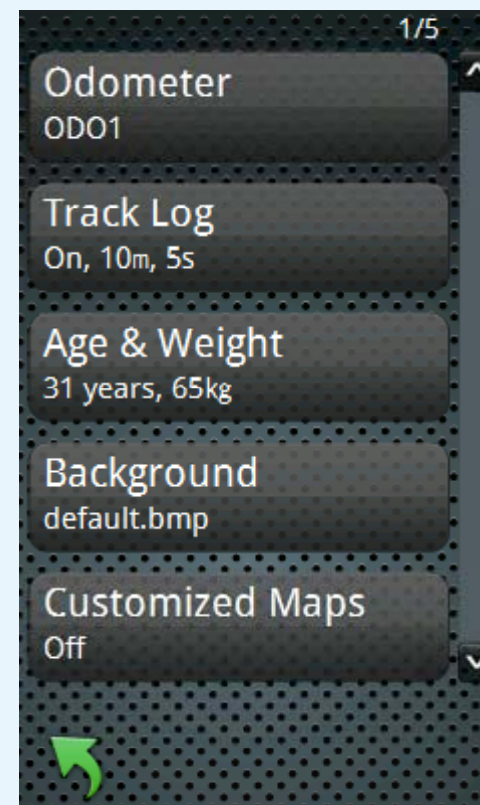 1/5
Odometer
ODO1
Track Log
On, 10m, 5s
Age & Weight
31 years, 65kg
Background
default.bmp
Customized Maps
Off